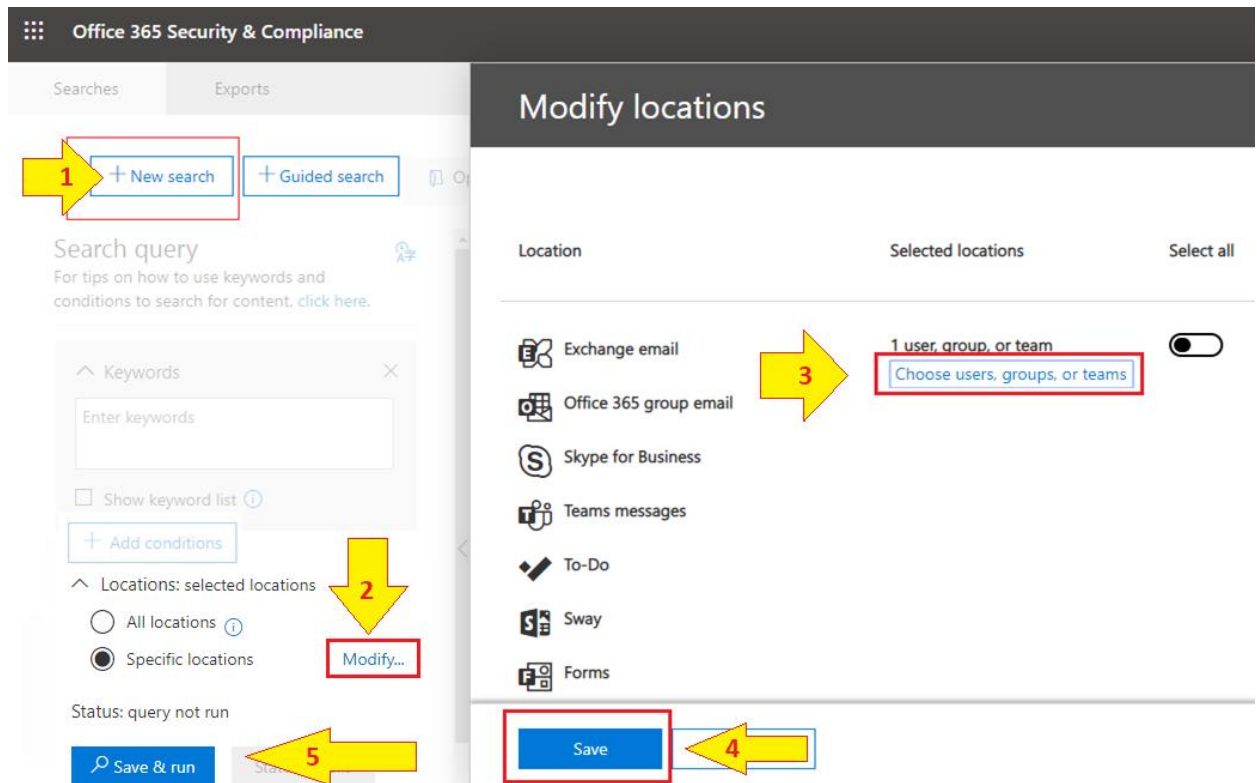 Office 365 Security & Compliance
Searches
Exports
1
+ New search
+ Guided search
Search query
For tips on how to use keywords and
conditions to search for content, click here.
Keywords
Enter keywords
Show keyword list
+ Add conditions
Locations: selected locations
All locations
Specific locations
2
Modify...
Status: query not run
Save & run
5
Modify locations
Location
Selected locations
Select all
Exchange email
1 user, group, or team
3
Choose users, groups, or teams
Office 365 group email
Skype for Business
Teams messages
To-Do
Sway
Forms
Save
4